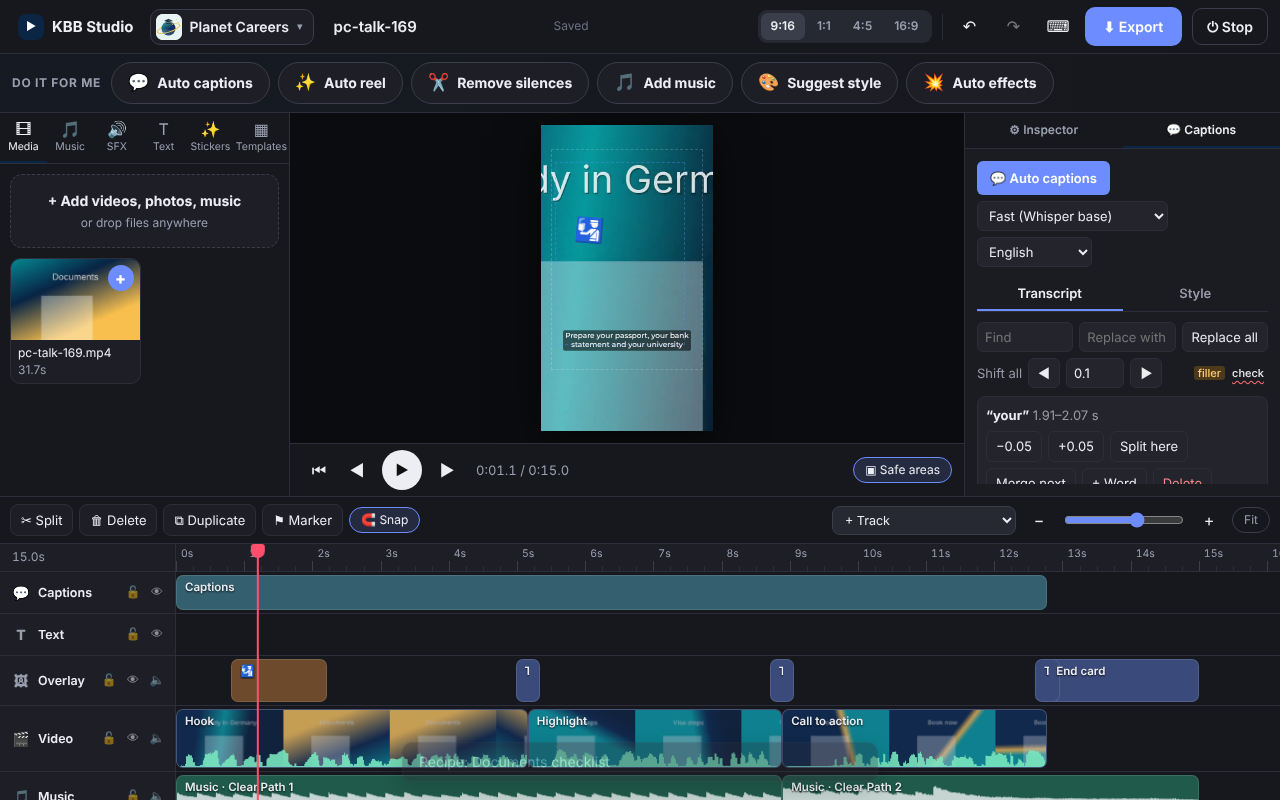 KBB Studio
Planet Careers
pc-talk-169
Saved
9:16
1:1
4:5
16:9
Export
Stop
DO IT FOR ME
Auto captions
Auto reel
Remove silences
Add music
Suggest style
Auto effects
Media
Music
SFX
Text
Stickers
Templates
+ Add videos, photos, music
or drop files anywhere
Documents
pc-talk-169.mp4
31.7s
dy in Germ
Prepare your passport, your bank
statement and your university
0:01.1 / 0:15.0
Safe areas
Inspector
Captions
Auto captions
Fast (Whisper base)
English
Transcript
Style
Find
Replace with
Replace all
Shift all
0.1
filler
check
“your” 1.91–2.07 s
−0.05
+0.05
Split here
Merge next
+ Word
Delete
Split
Delete
Duplicate
Marker
Snap
+ Track
Fit
15.0s
0s
2s
3s
4s
5s
6s
7s
8s
9s
10s
11s
12s
13s
14s
15s
Captions
Captions
T Text
Overlay
End card
Video
Hook
Highlight
Call to action
Visa steps
Book now
Recipe: Documents checklist
Music
Music · Clear Path 1
Music · Clear Path 2